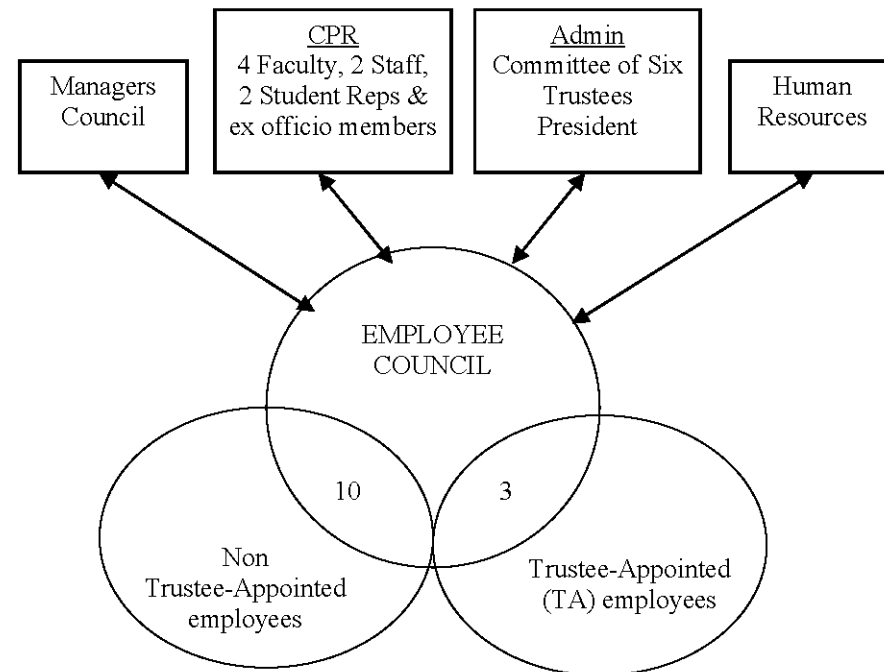 Managers
Council
CPR
4 Faculty, 2 Staff,
2 Student Reps &
ex officio members
Admin
Committee of Six
Trustees
President
Human
Resources
EMPLOYEE
COUNCIL
10
3
Non
Trustee-Appointed
employees
Trustee-Appointed
(TA) employees